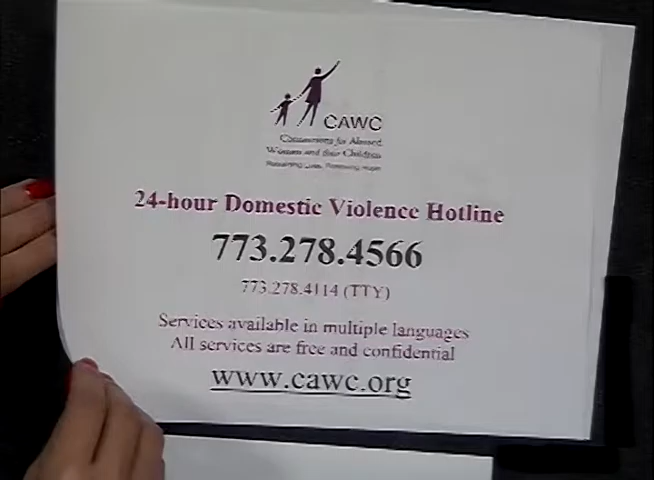 CAWC
Connections for Abused
Women and their Children
24-hour Domestic Violence Hotline
773.278.4566
773.278.4114 (TTY)
Services available in multiple languages
All services are free and confidential
www.cawc.org